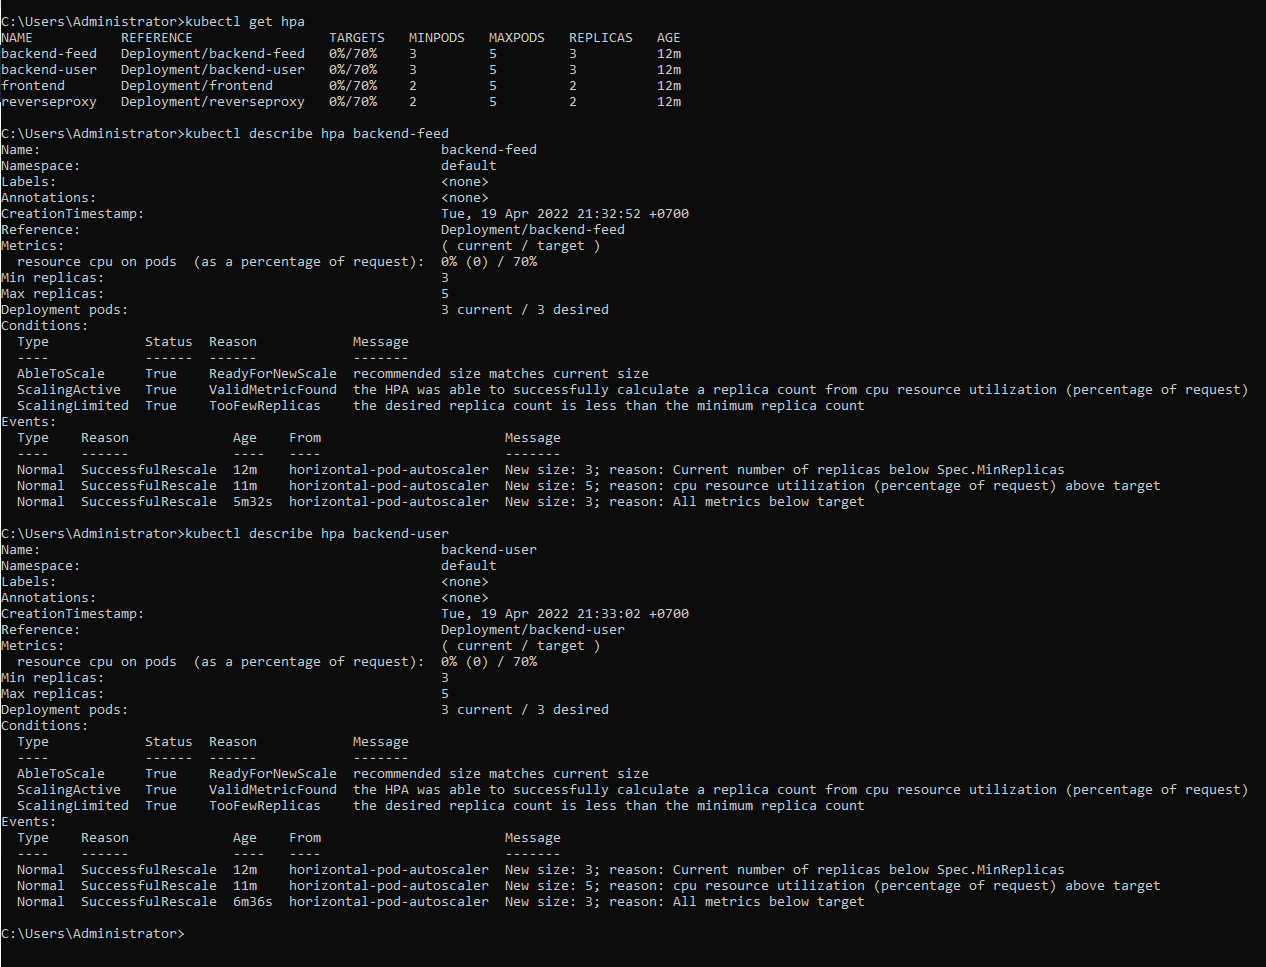 C:\Users\Administrator>kubectl get hpa
NAME           REFERENCE                 TARGETS   MINPODS   MAXPODS   REPLICAS   AGE
backend-feed   Deployment/backend-feed   0%/70%    3         5         3          12m
backend-user   Deployment/backend-user   0%/70%    3         5         3          12m
frontend       Deployment/frontend       0%/70%    2         5         2          12m
reverseproxy   Deployment/reverseproxy   0%/70%    2         5         2          12m
C:\Users\Administrator>kubectl describe hpa backend-feed
Name:                                                  backend-feed
Namespace:                                             default
Labels:                                                <none>
Annotations:                                           <none>
CreationTimestamp:                                     Tue, 19 Apr 2022 21:32:52 +0700
Reference:                                             Deployment/backend-feed
Metrics:                                               ( current / target )
  resource cpu on pods  (as a percentage of request):  0% (0) / 70%
Min replicas:                                          3
Max replicas:                                          5
Deployment pods:                                       3 current / 3 desired
Conditions:
  Type            Status  Reason            Message
  ----            ------  ------            -------
  AbleToScale     True    ReadyForNewScale  recommended size matches current size
  ScalingActive   True    ValidMetricFound  the HPA was able to successfully calculate a replica count from cpu resource utilization (percentage of request)
  ScalingLimited  True    TooFewReplicas    the desired replica count is less than the minimum replica count
Events:
  Type    Reason             Age    From                       Message
  ----    ------             ----   ----                       -------
  Normal  SuccessfulRescale  12m    horizontal-pod-autoscaler  New size: 3; reason: Current number of replicas below Spec.MinReplicas
  Normal  SuccessfulRescale  11m    horizontal-pod-autoscaler  New size: 5; reason: cpu resource utilization (percentage of request) above target
  Normal  SuccessfulRescale  5m32s  horizontal-pod-autoscaler  New size: 3; reason: All metrics below target
C:\Users\Administrator>kubectl describe hpa backend-user
Name:                                                  backend-user
Namespace:                                             default
Labels:                                                <none>
Annotations:                                           <none>
CreationTimestamp:                                     Tue, 19 Apr 2022 21:33:02 +0700
Reference:                                             Deployment/backend-user
Metrics:                                               ( current / target )
  resource cpu on pods  (as a percentage of request):  0% (0) / 70%
Min replicas:                                          3
Max replicas:                                          5
Deployment pods:                                       3 current / 3 desired
Conditions:
  Type            Status  Reason            Message
  ----            ------  ------            -------
  AbleToScale     True    ReadyForNewScale  recommended size matches current size
  ScalingActive   True    ValidMetricFound  the HPA was able to successfully calculate a replica count from cpu resource utilization (percentage of request)
  ScalingLimited  True    TooFewReplicas    the desired replica count is less than the minimum replica count
Events:
  Type    Reason             Age    From                       Message
  ----    ------             ----   ----                       -------
  Normal  SuccessfulRescale  12m    horizontal-pod-autoscaler  New size: 3; reason: Current number of replicas below Spec.MinReplicas
  Normal  SuccessfulRescale  11m    horizontal-pod-autoscaler  New size: 5; reason: cpu resource utilization (percentage of request) above target
  Normal  SuccessfulRescale  6m36s  horizontal-pod-autoscaler  New size: 3; reason: All metrics below target
C:\Users\Administrator>